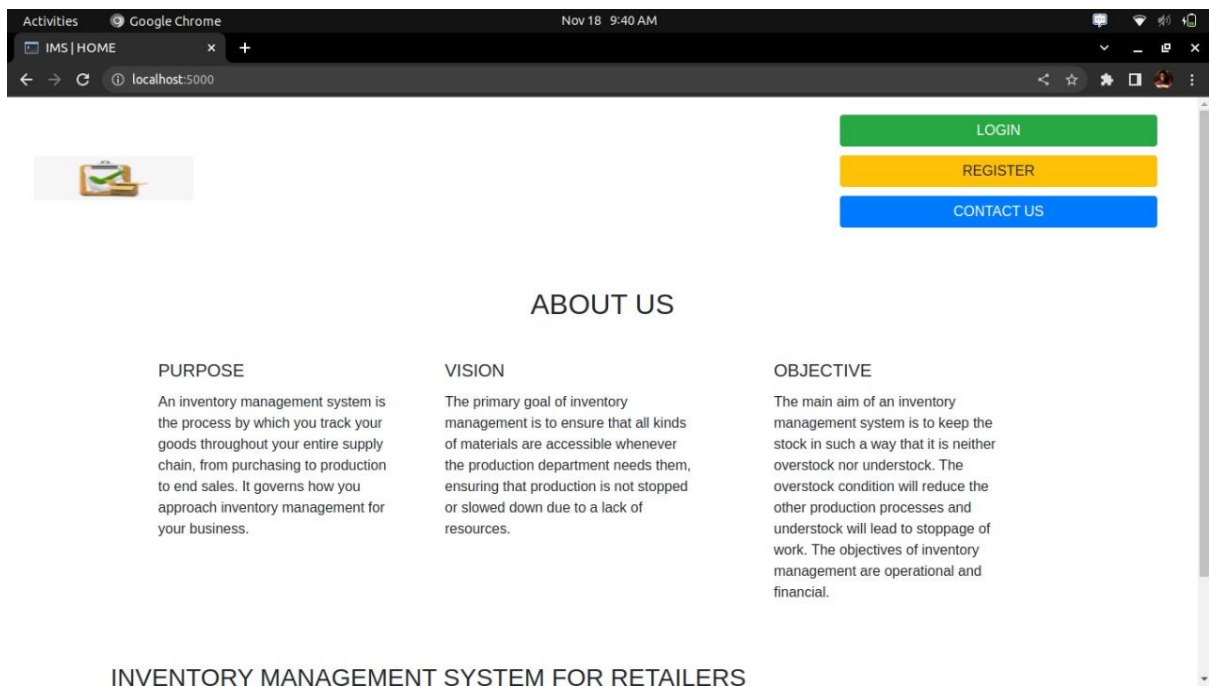 Activities Google Chrome Nov 18 9:40 AM
IMS | HOME
localhost:5000
LOGIN
REGISTER
CONTACT US
ABOUT US
PURPOSE
An inventory management system is
the process by which you track your
goods throughout your entire supply
chain, from purchasing to production
to end sales. It governs how you
approach inventory management for
your business.
VISION
The primary goal of inventory
management is to ensure that all kinds
of materials are accessible whenever
the production department needs them,
ensuring that production is not stopped
or slowed down due to a lack of
resources.
OBJECTIVE
The main aim of an inventory
management system is to keep the
stock in such a way that it is neither
overstock nor understock. The
overstock condition will reduce the
other production processes and
understock will lead to stoppage of
work. The objectives of inventory
management are operational and
financial.
INVENTORY MANAGEMENT SYSTEM FOR RETAILERS